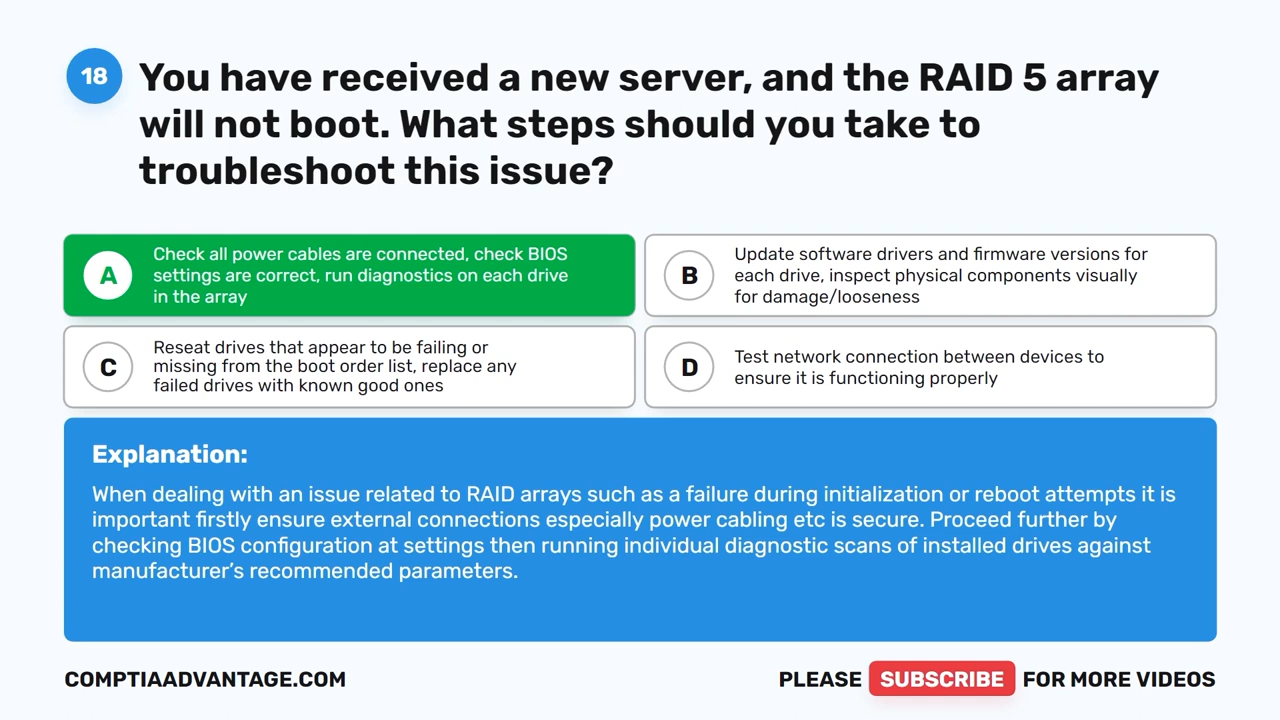 18
You have received a new server, and the RAID 5 array
will not boot. What steps should you take to
troubleshoot this issue?
A
Check all power cables are connected, check BIOS
settings are correct, run diagnostics on each drive
in the array
B
Update software drivers and firmware versions for
each drive, inspect physical components visually
for damage/looseness
C
Reseat drives that appear to be failing or
missing from the boot order list, replace any
failed drives with known good ones
D
Test network connection between devices to
ensure it is functioning properly
Explanation:
When dealing with an issue related to RAID arrays such as a failure during initialization or reboot attempts it is
important firstly ensure external connections especially power cabling etc is secure. Proceed further by
checking BIOS configuration at settings then running individual diagnostic scans of installed drives against
manufacturer’s recommended parameters.
COMPTIAADVANTAGE.COM
PLEASE SUBSCRIBE FOR MORE VIDEOS